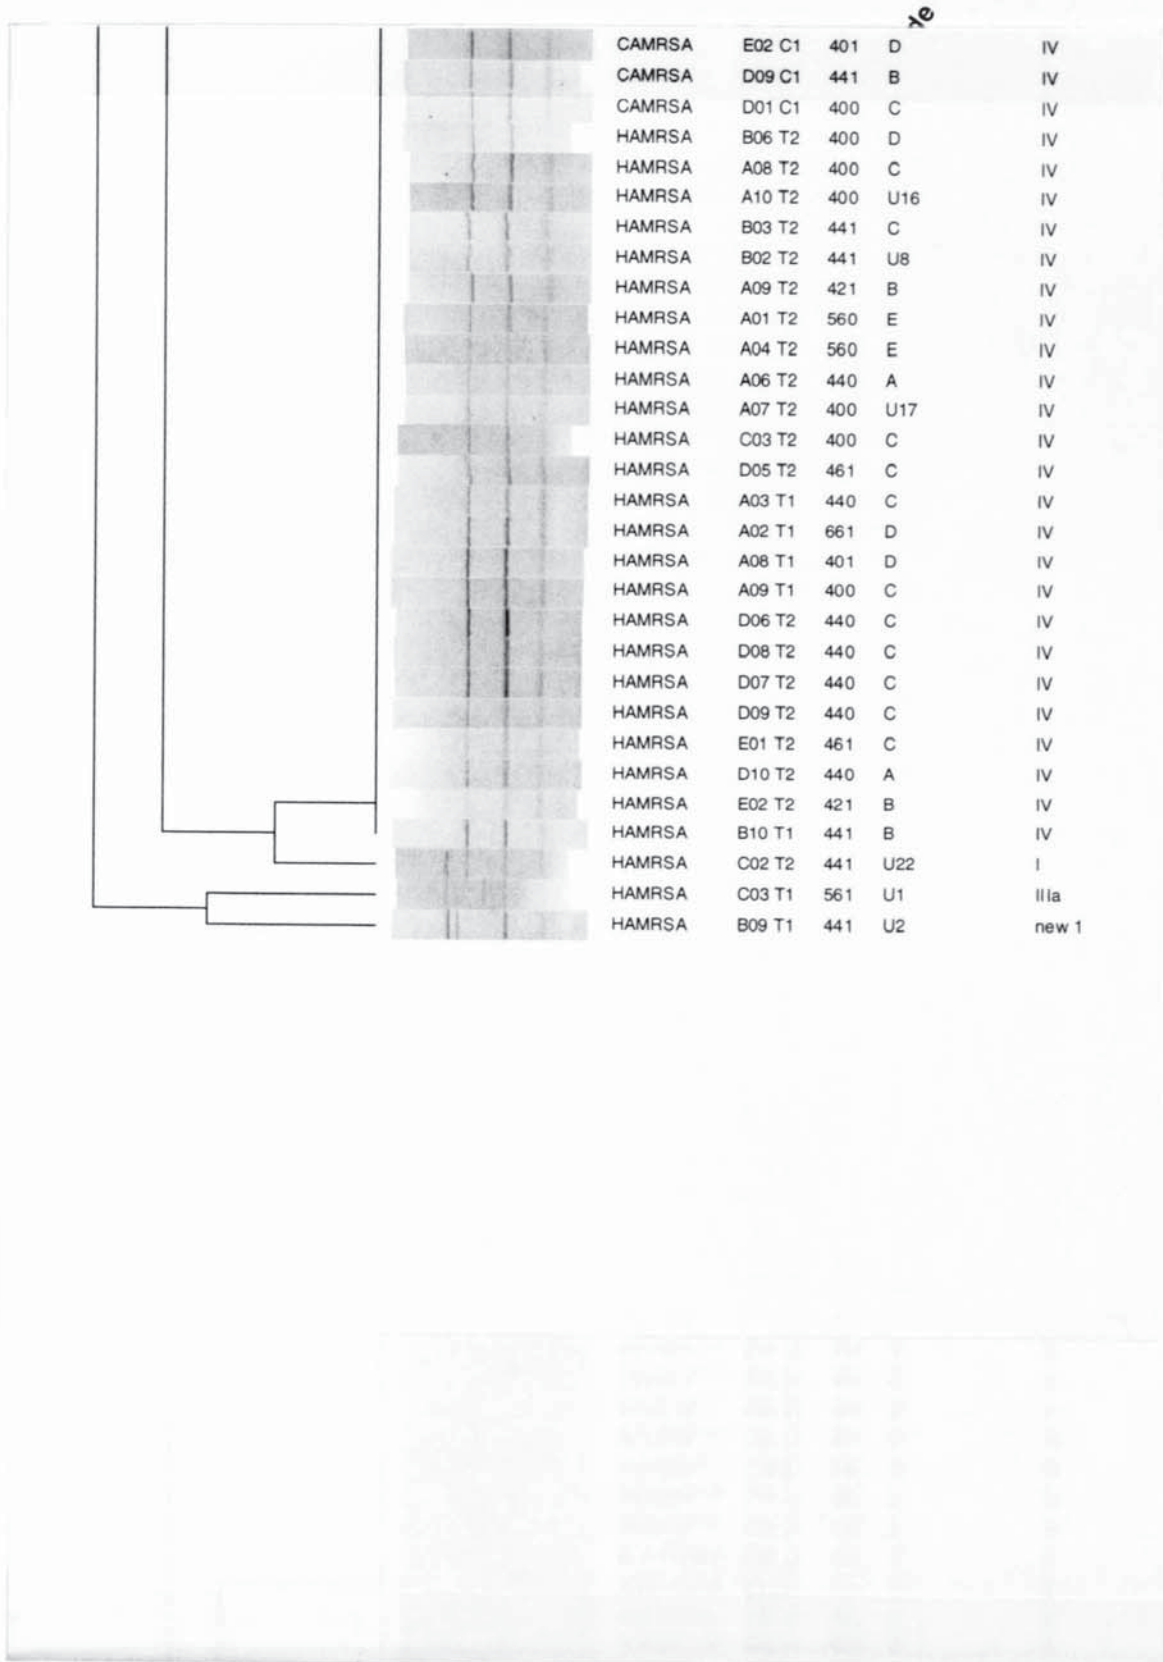 de
CAMRSA E02 C1 401 D IV
CAMRSA D09 C1 441 B IV
CAMRSA D01 C1 400 C IV
HAMRSA B06 T2 400 D IV
HAMRSA A08 T2 400 C IV
HAMRSA A10 T2 400 U16 IV
HAMRSA B03 T2 441 C IV
HAMRSA B02 T2 441 U8 IV
HAMRSA A09 T2 421 B IV
HAMRSA A01 T2 560 E IV
HAMRSA A04 T2 560 E IV
HAMRSA A06 T2 440 A IV
HAMRSA A07 T2 400 U17 IV
HAMRSA C03 T2 400 C IV
HAMRSA D05 T2 461 C IV
HAMRSA A03 T1 440 C IV
HAMRSA A02 T1 661 D IV
HAMRSA A08 T1 401 D IV
HAMRSA A09 T1 400 C IV
HAMRSA D06 T2 440 C IV
HAMRSA D08 T2 440 C IV
HAMRSA D07 T2 440 C IV
HAMRSA D09 T2 440 C IV
HAMRSA E01 T2 461 C IV
HAMRSA D10 T2 440 A IV
HAMRSA E02 T2 421 B IV
HAMRSA B10 T1 441 B IV
HAMRSA C02 T2 441 U22 I
HAMRSA C03 T1 561 U1 IIIa
HAMRSA B09 T1 441 U2 new 1